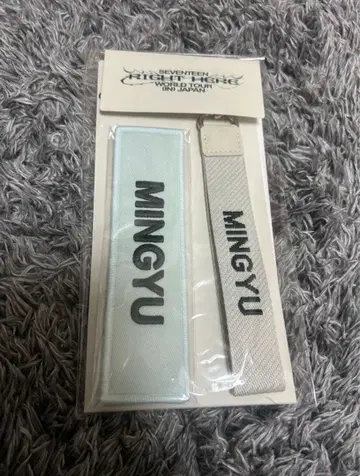 SEVENTEEN
RIGHT HERE
WORLD TOUR
[IN] JAPAN
MINGYU
MINGYU